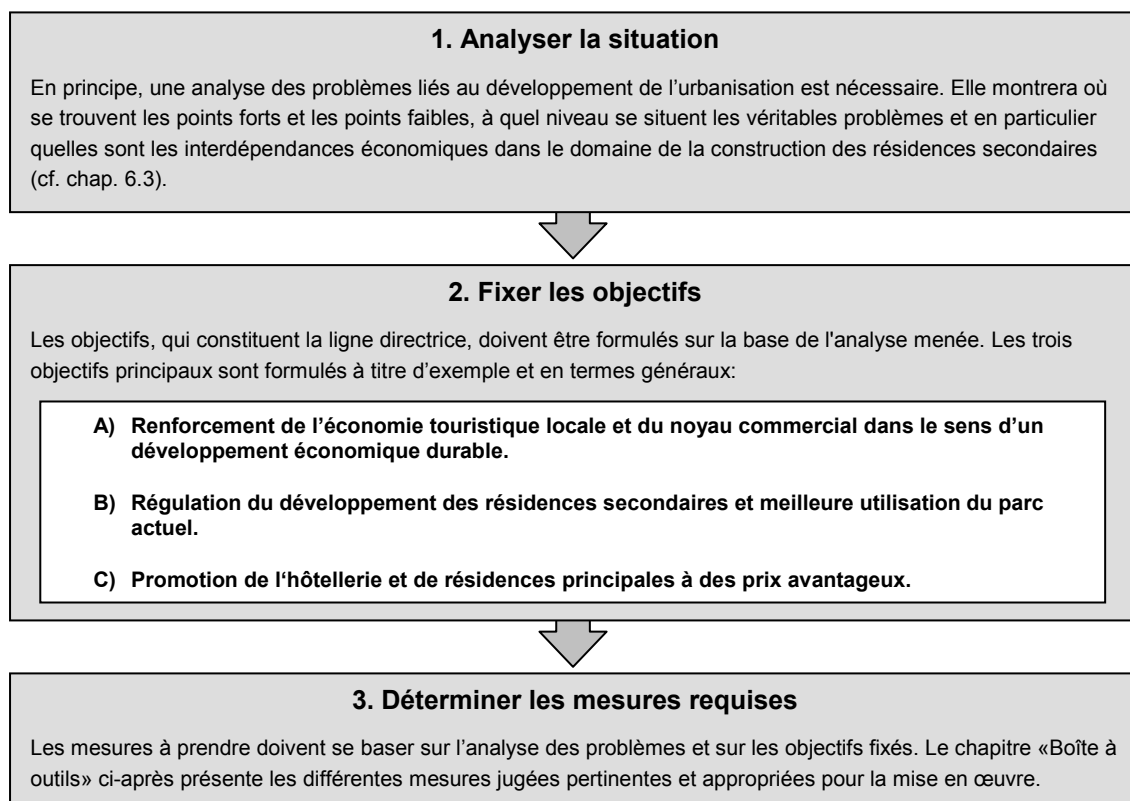 1. Analyser la situation
En principe, une analyse des problèmes liés au développement de l’urbanisation est nécessaire. Elle montrera où
se trouvent les points forts et les points faibles, à quel niveau se situent les véritables problèmes et en particulier
quelles sont les interdépendances économiques dans le domaine de la construction des résidences secondaires
(cf. chap. 6.3).
2. Fixer les objectifs
Les objectifs, qui constituent la ligne directrice, doivent être formulés sur la base de l'analyse menée. Les trois
objectifs principaux sont formulés à titre d’exemple et en termes généraux:
A) Renforcement de l’économie touristique locale et du noyau commercial dans le sens d’un
développement économique durable.
B) Régulation du développement des résidences secondaires et meilleure utilisation du parc
actuel.
C) Promotion de l‘hôtellerie et de résidences principales à des prix avantageux.
3. Déterminer les mesures requises
Les mesures à prendre doivent se baser sur l’analyse des problèmes et sur les objectifs fixés. Le chapitre «Boîte à
outils» ci-après présente les différentes mesures jugées pertinentes et appropriées pour la mise en œuvre.